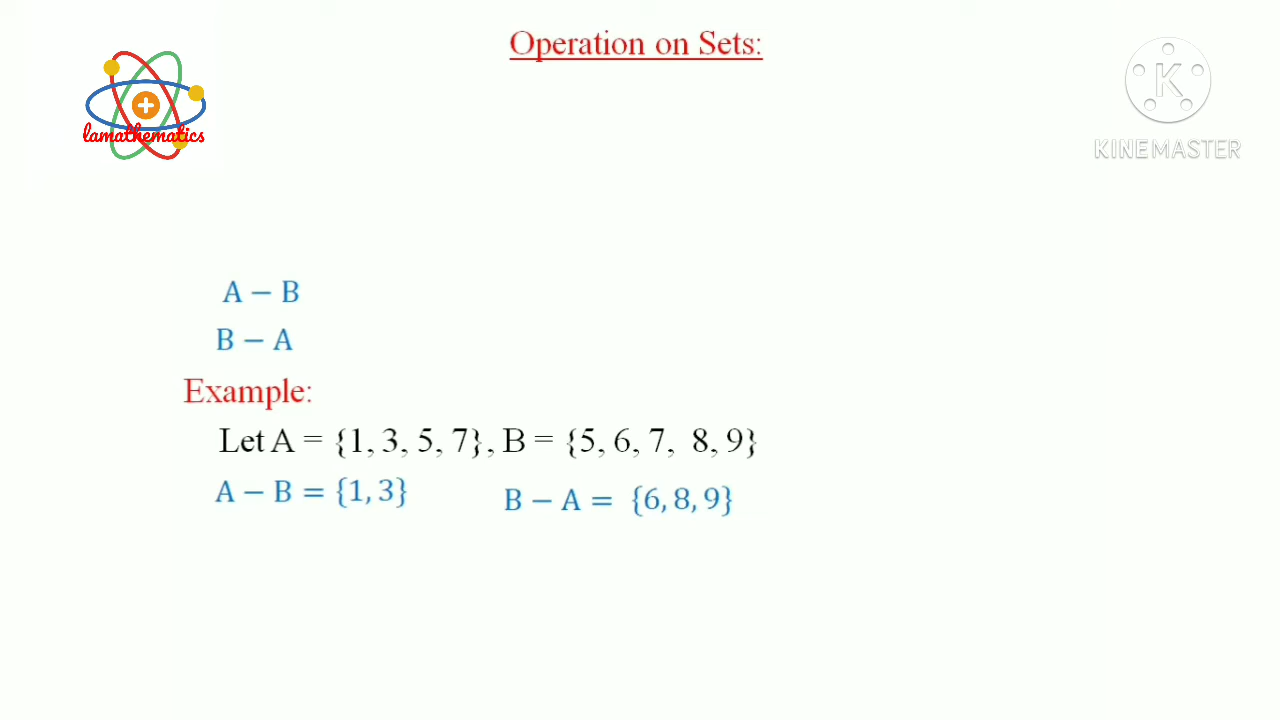 Operation on Sets:
lamathematics
K
KINEMASTER
A − B
B − A
Example:
Let A = {1, 3, 5, 7}, B = {5, 6, 7,  8, 9}
A − B = {1, 3}
B − A =  {6, 8, 9}